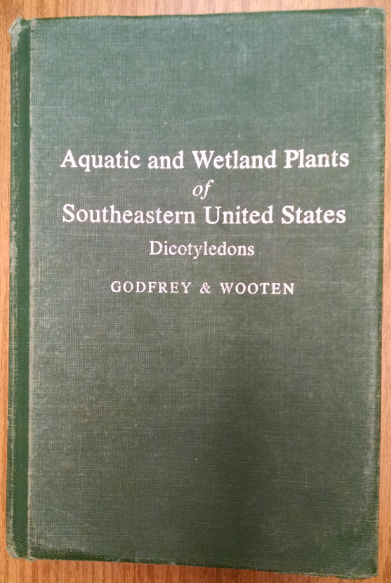 Aquatic and Wetland Plants
of
Southeastern United States
Dicotyledons
GODFREY & WOOTEN